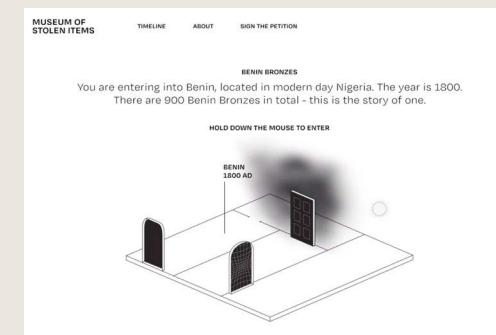 MUSEUM OF
STOLEN ITEMS
TIMELINE ABOUT SIGN THE PETITION
BENIN BRONZES
You are entering into Benin, located in modern day Nigeria. The year is 1800.
There are 900 Benin Bronzes in total - this is the story of one.
HOLD DOWN THE MOUSE TO ENTER
BENIN
1800 AD